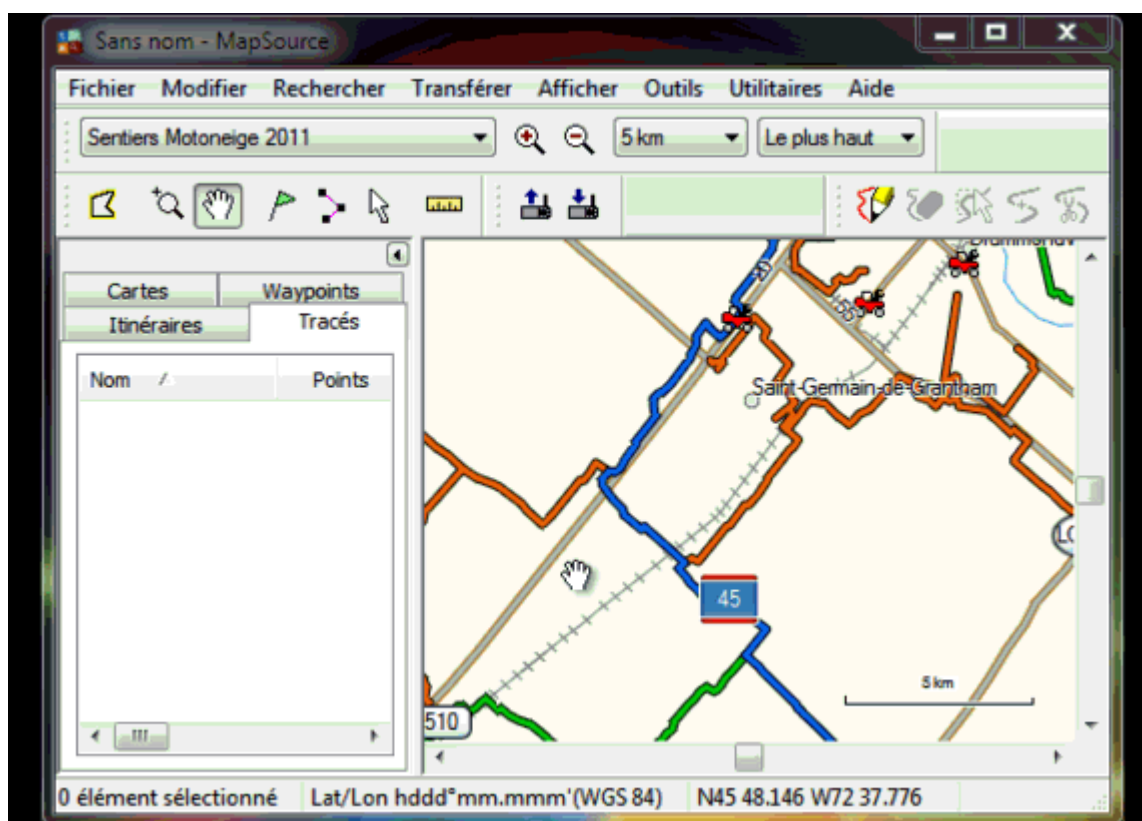 Sans nom - MapSource
Fichier Modifier Rechercher Transférer Afficher Outils Utilitaires Aide
Sentiers Motoneige 2011 5 km Le plus haut
Cartes Waypoints
Itinéraires Tracés
Nom Points
20
55
Saint-Germain-de-Grantham
45
5 km
510
0 élément sélectionné Lat/Lon hddd°mm.mmm'(WGS 84) N45 48.146 W72 37.776